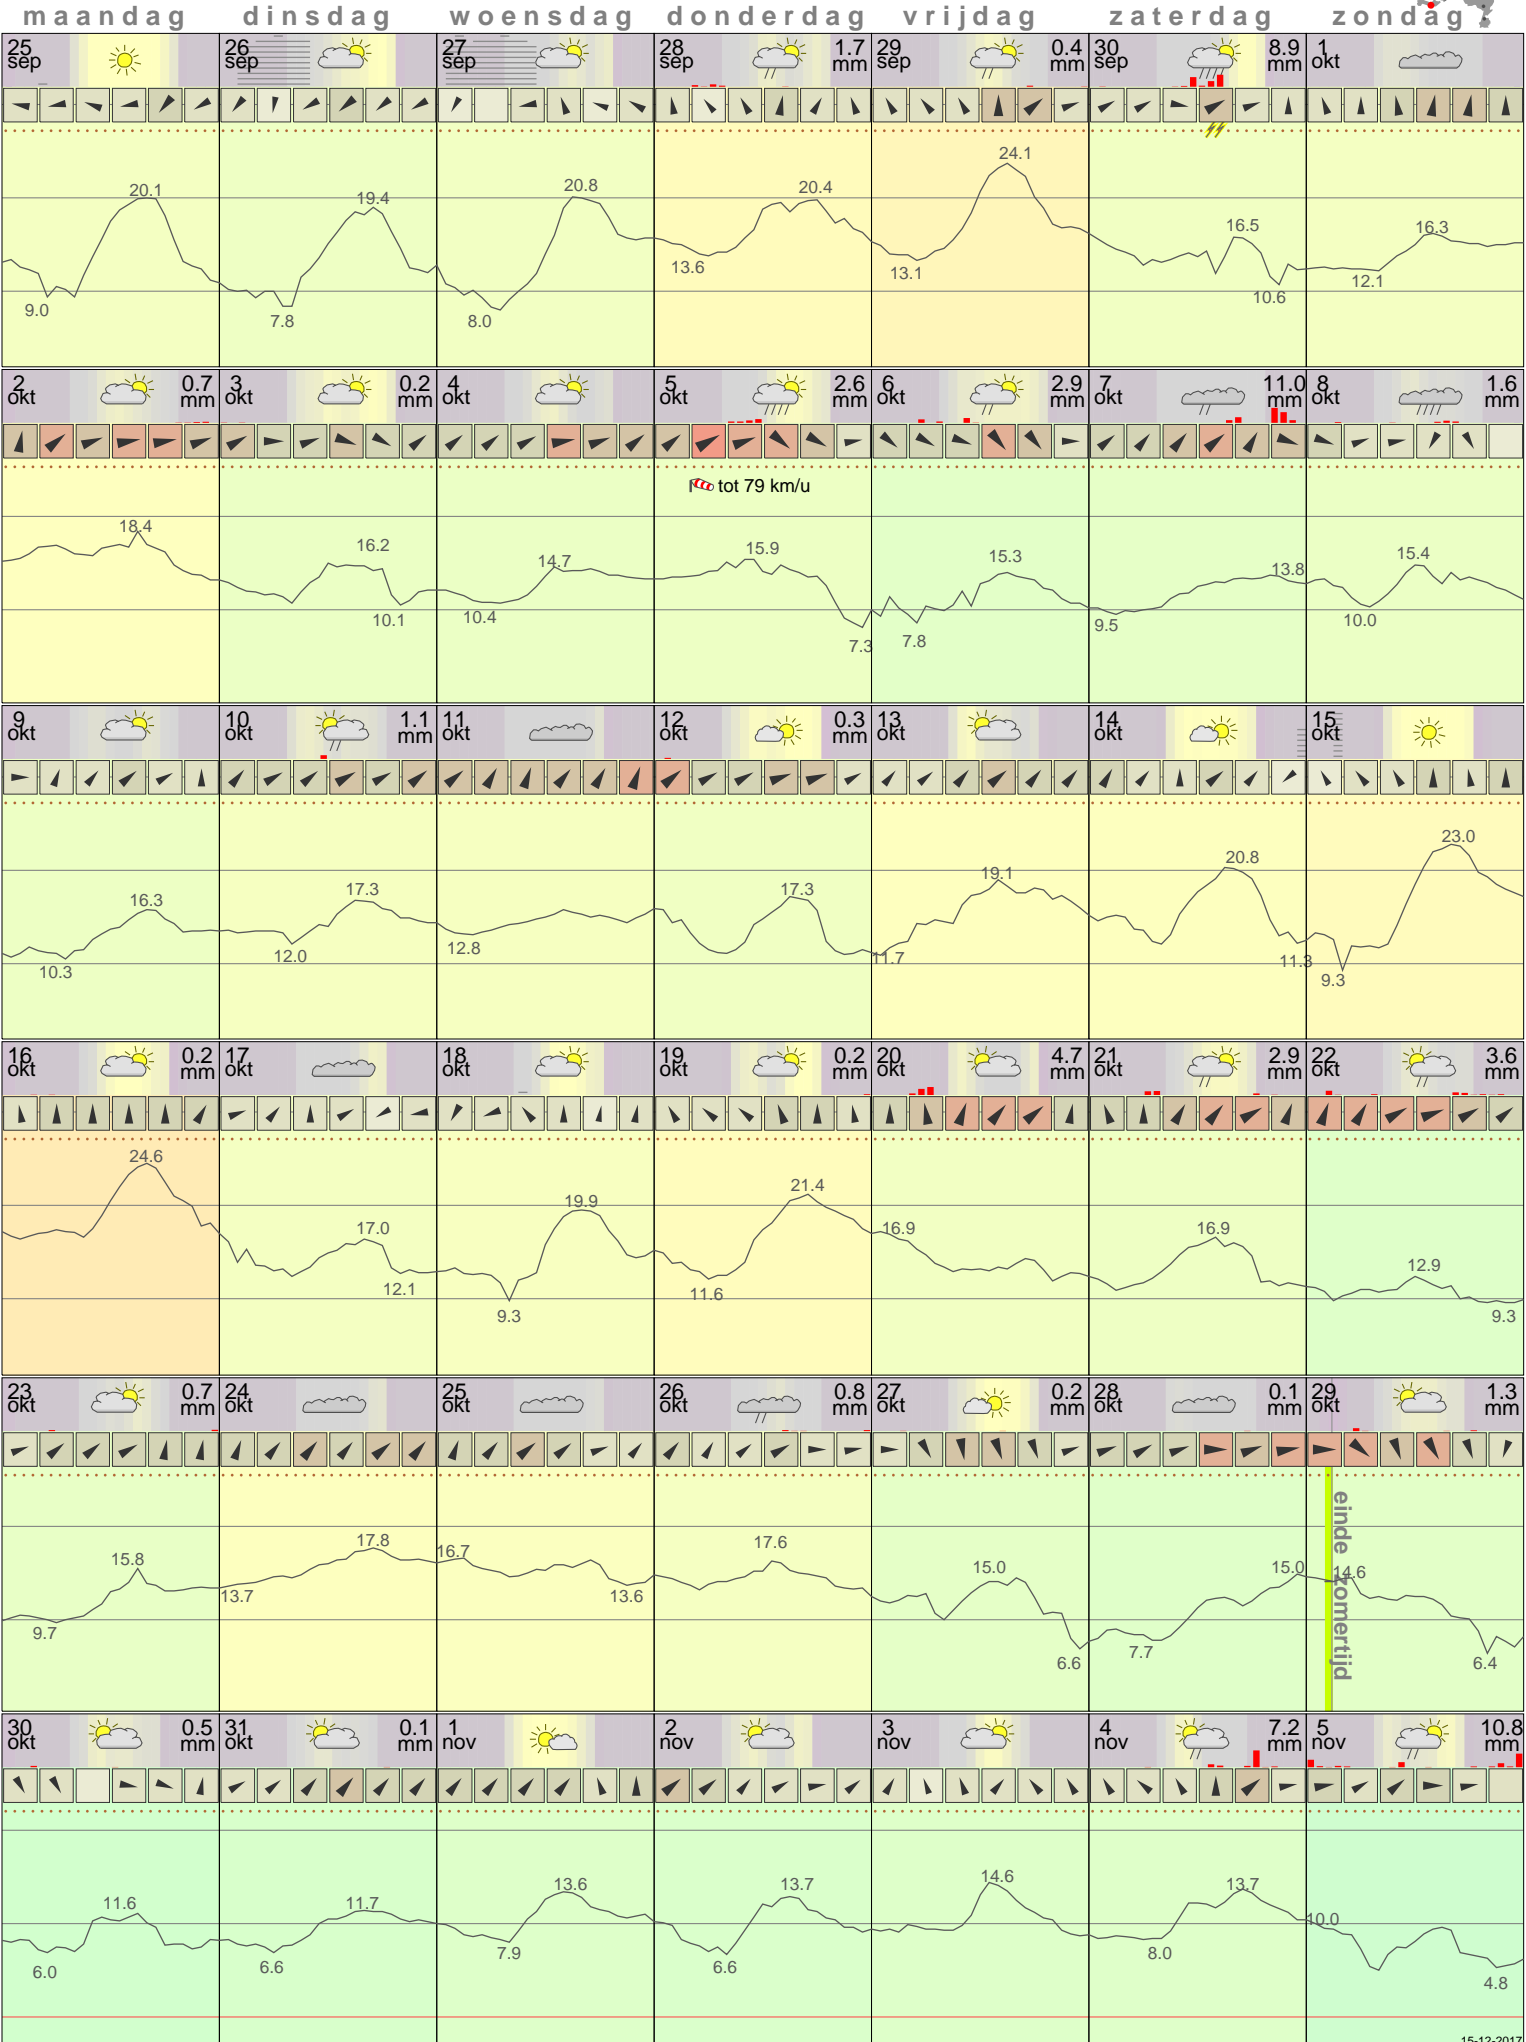 maandag dinsdag woensdag donderdag vrijdag zaterdag zondag
25 26 27 28 1.7 29 0.4 30 8.9 1
sep sep sep sep mm sep mm sep mm okt
24.1
20.1 19.4 20.8 20.4
16.5 16.3
13.6 13.1 12.1
9.0 7.8 8.0 10.6
2 0.7 3 0.2 4 5 2.6 6 2.9 7 11.0 8 1.6
okt mm okt mm okt okt mm okt mm okt mm okt mm
tot 79 km/u
18.4 16.2 14.7 15.9 15.3 13.8 15.4
10.1 10.4 7.3 7.8 9.5 10.0
9 10 1.1 11 12 0.3 13 14 15
okt okt mm okt okt mm okt okt okt
23.0
16.3 17.3 17.3 19.1 20.8
10.3 12.0 12.8 11.7 11.3 9.3
16 0.2 17 18 19 0.2 20 4.7 21 2.9 22 3.6
okt mm okt okt okt mm okt mm okt mm okt mm
24.6 17.0 19.9 21.4 16.9 16.9 12.9
12.1 9.3 11.6 9.3
23 0.7 24 25 26 0.8 27 0.2 28 0.1 29 1.3
okt mm okt okt okt mm okt mm okt mm okt mm
einde zomertijd
15.8 17.8 16.7 17.6 15.0 15.0 14.6
9.7 13.7 13.6 6.6 7.7 6.4
30 0.5 31 0.1 1 2 3 4 7.2 5 10.8
okt mm okt mm nov nov nov nov mm nov mm
11.6 11.7 13.6 13.7 14.6 13.7 10.0
6.0 6.6 7.9 6.6 8.0 4.8
15-12-2017